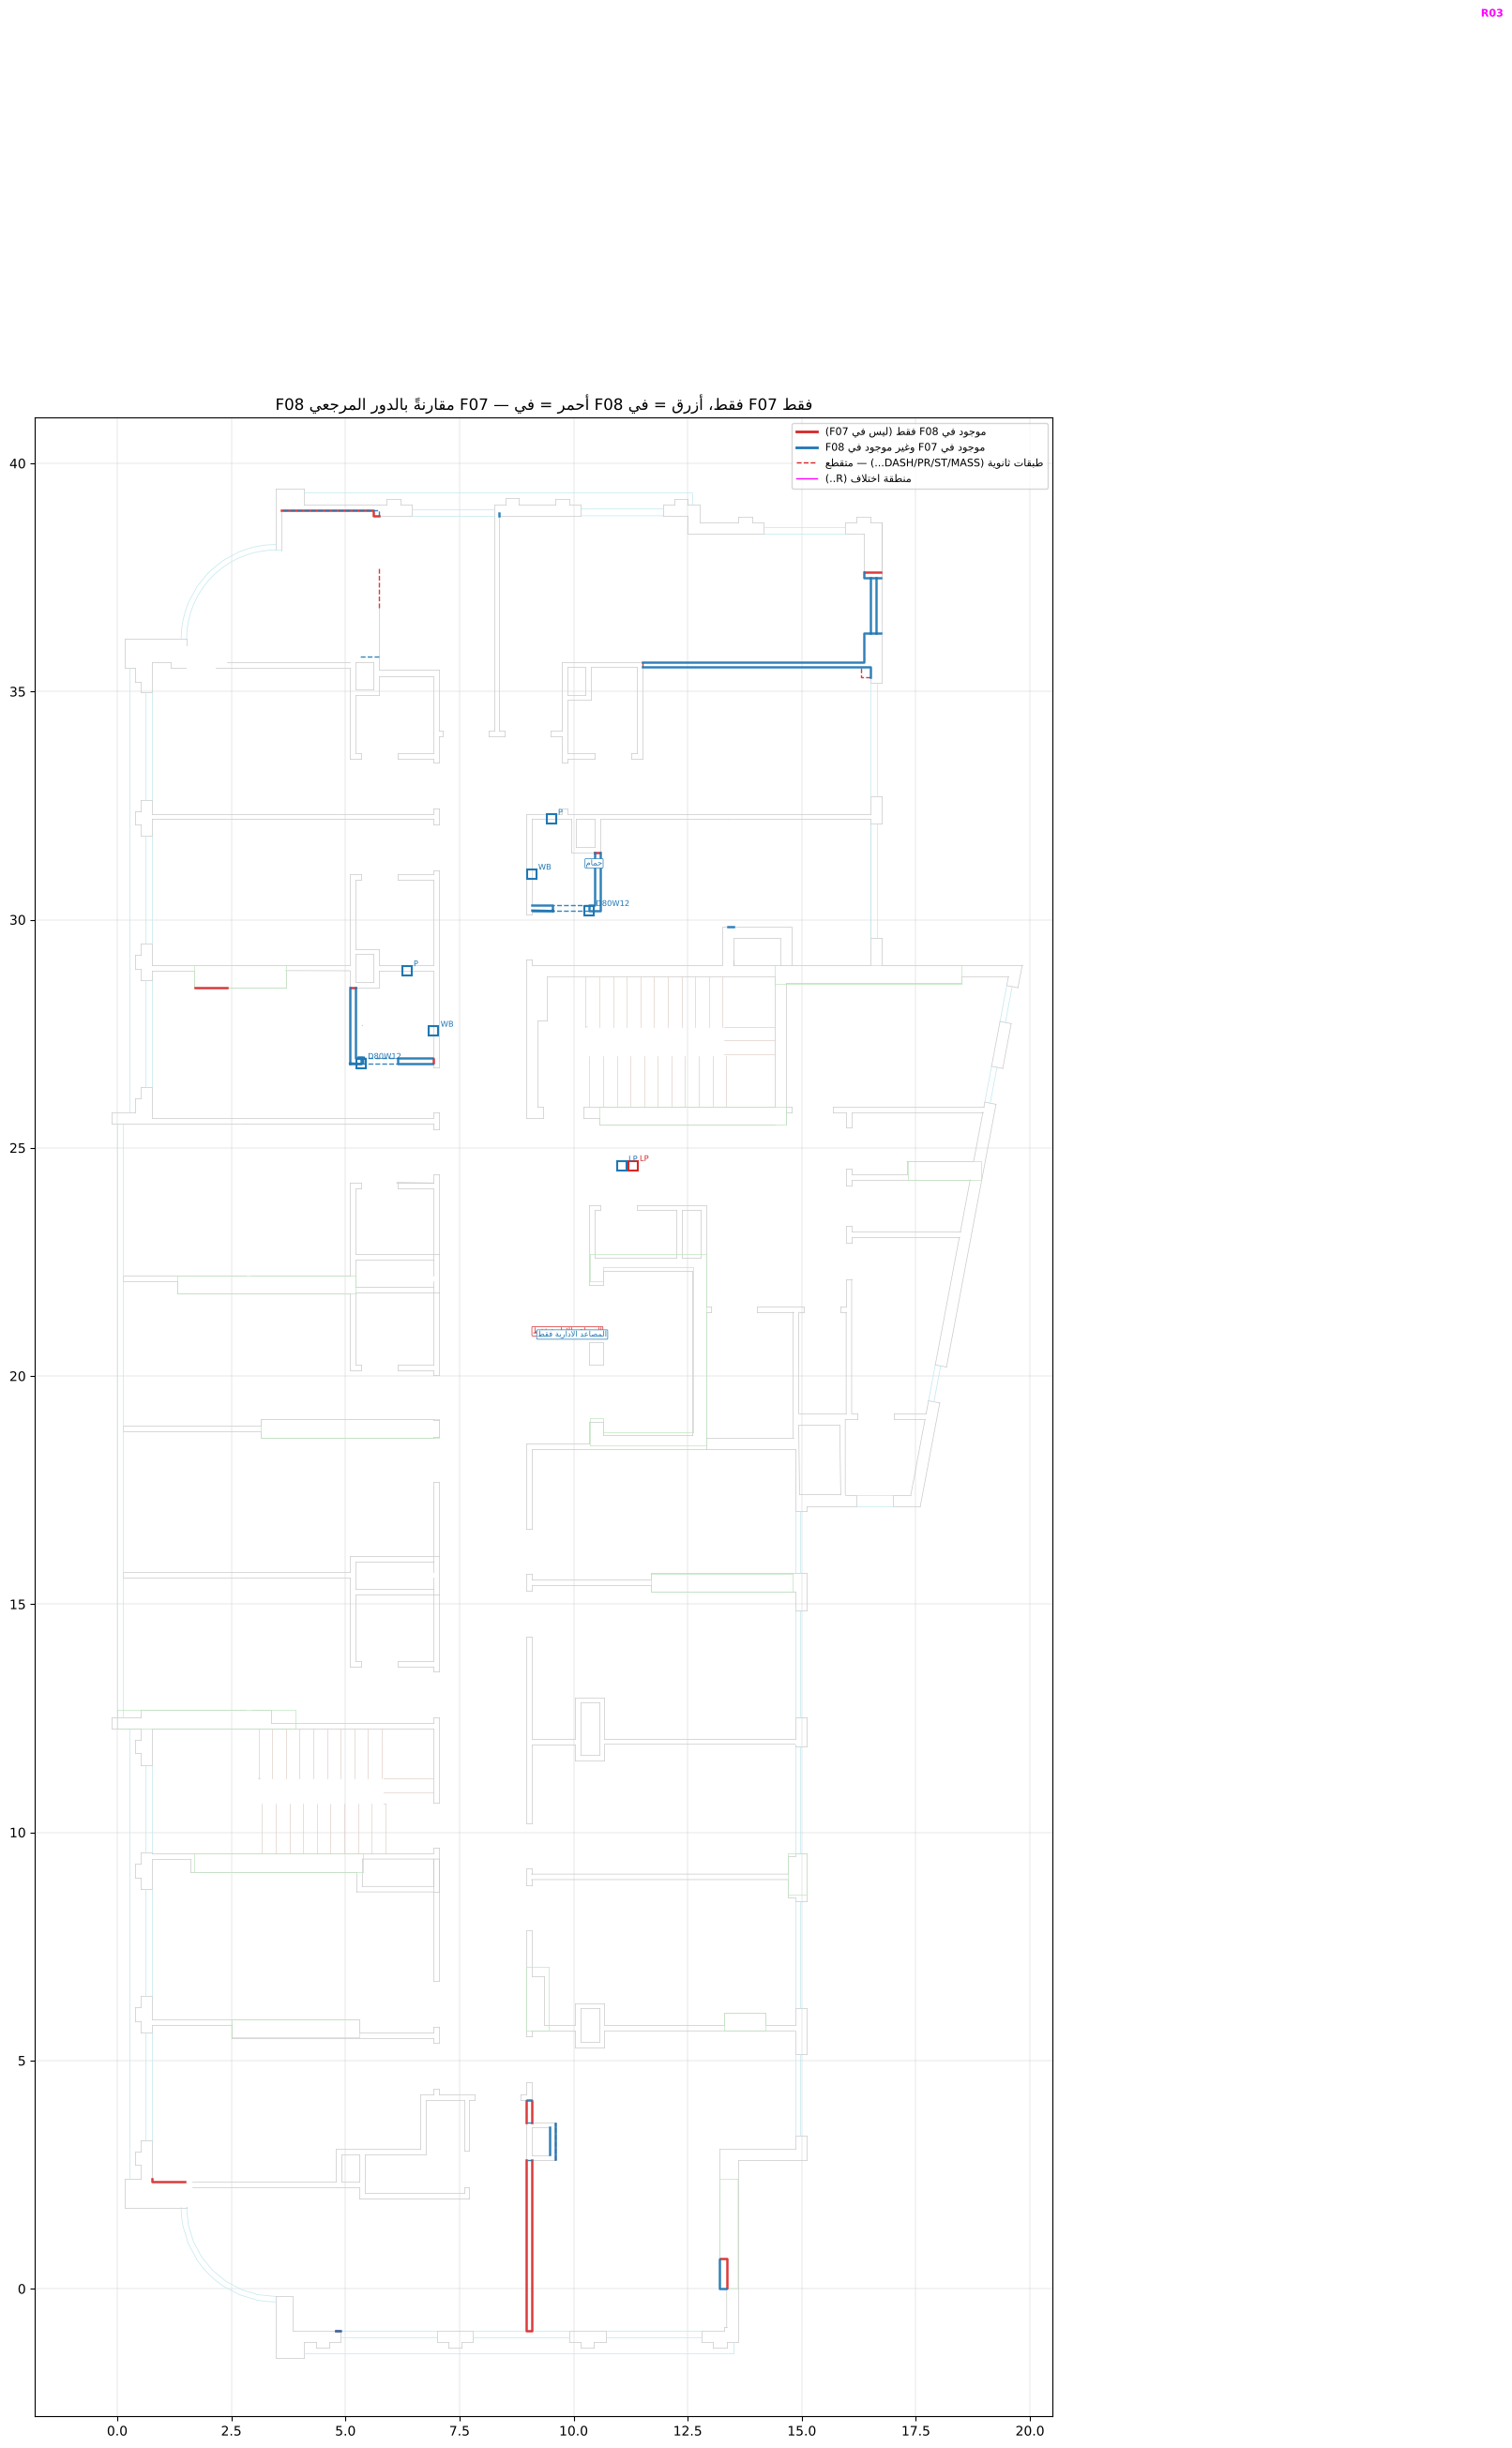 R03
فقط F07 فقط، أزرق = في F08 أحمر = في — F07 مقارنةً بالدور المرجعي F08
موجود في F08 فقط (ليس في F07)
موجود في F07 وغير موجود في F08
طبقات ثانوية (DASH/PR/ST/MASS...) — متقطع
منطقة اختلاف (R..)
40
35
WB
حمام
D80W12
30
P
WB
D80W12
25
LP
LP
المصاعد الادارية فقط
20
15
10
5
0
0.0
2.5
5.0
7.5
10.0
12.5
15.0
17.5
20.0